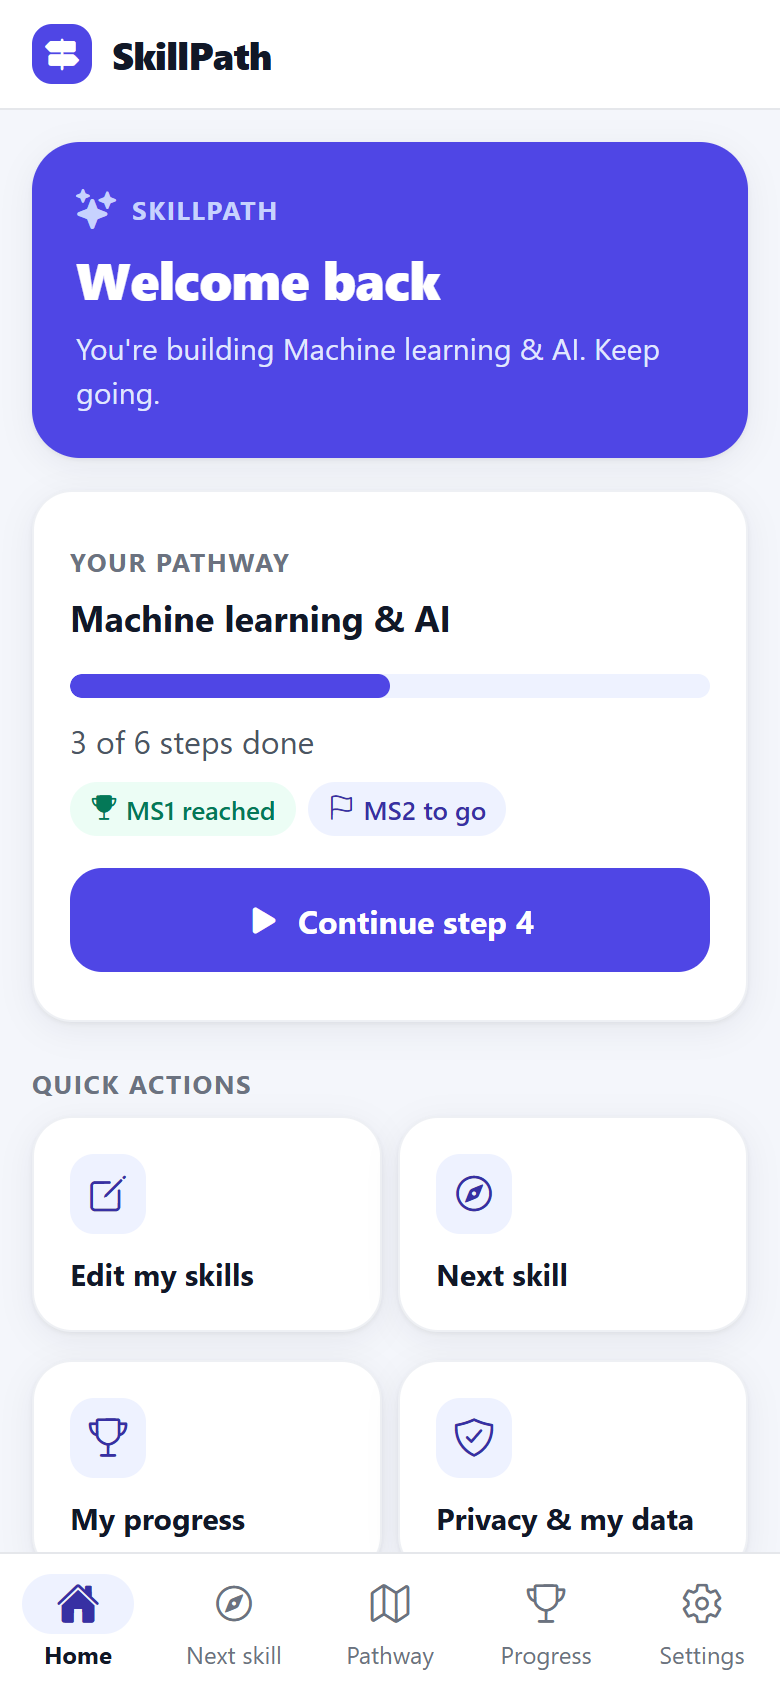 SkillPath
SKILLPATH
Welcome back
You're building Machine learning & AI. Keep
going.
YOUR PATHWAY
Machine learning & AI
3 of 6 steps done
MS1 reached
MS2 to go
Continue step 4
QUICK ACTIONS
Edit my skills
Next skill
My progress
Privacy & my data
Home
Next skill
Pathway
Progress
Settings